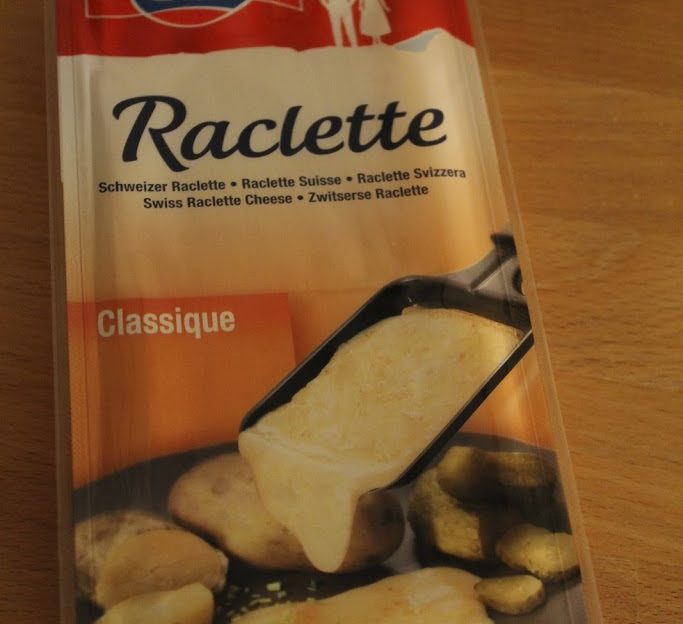 Raclette
Schweizer Raclette • Raclette Suisse • Raclette Svizzera
Swiss Raclette Cheese • Zwitserse Raclette
Classique